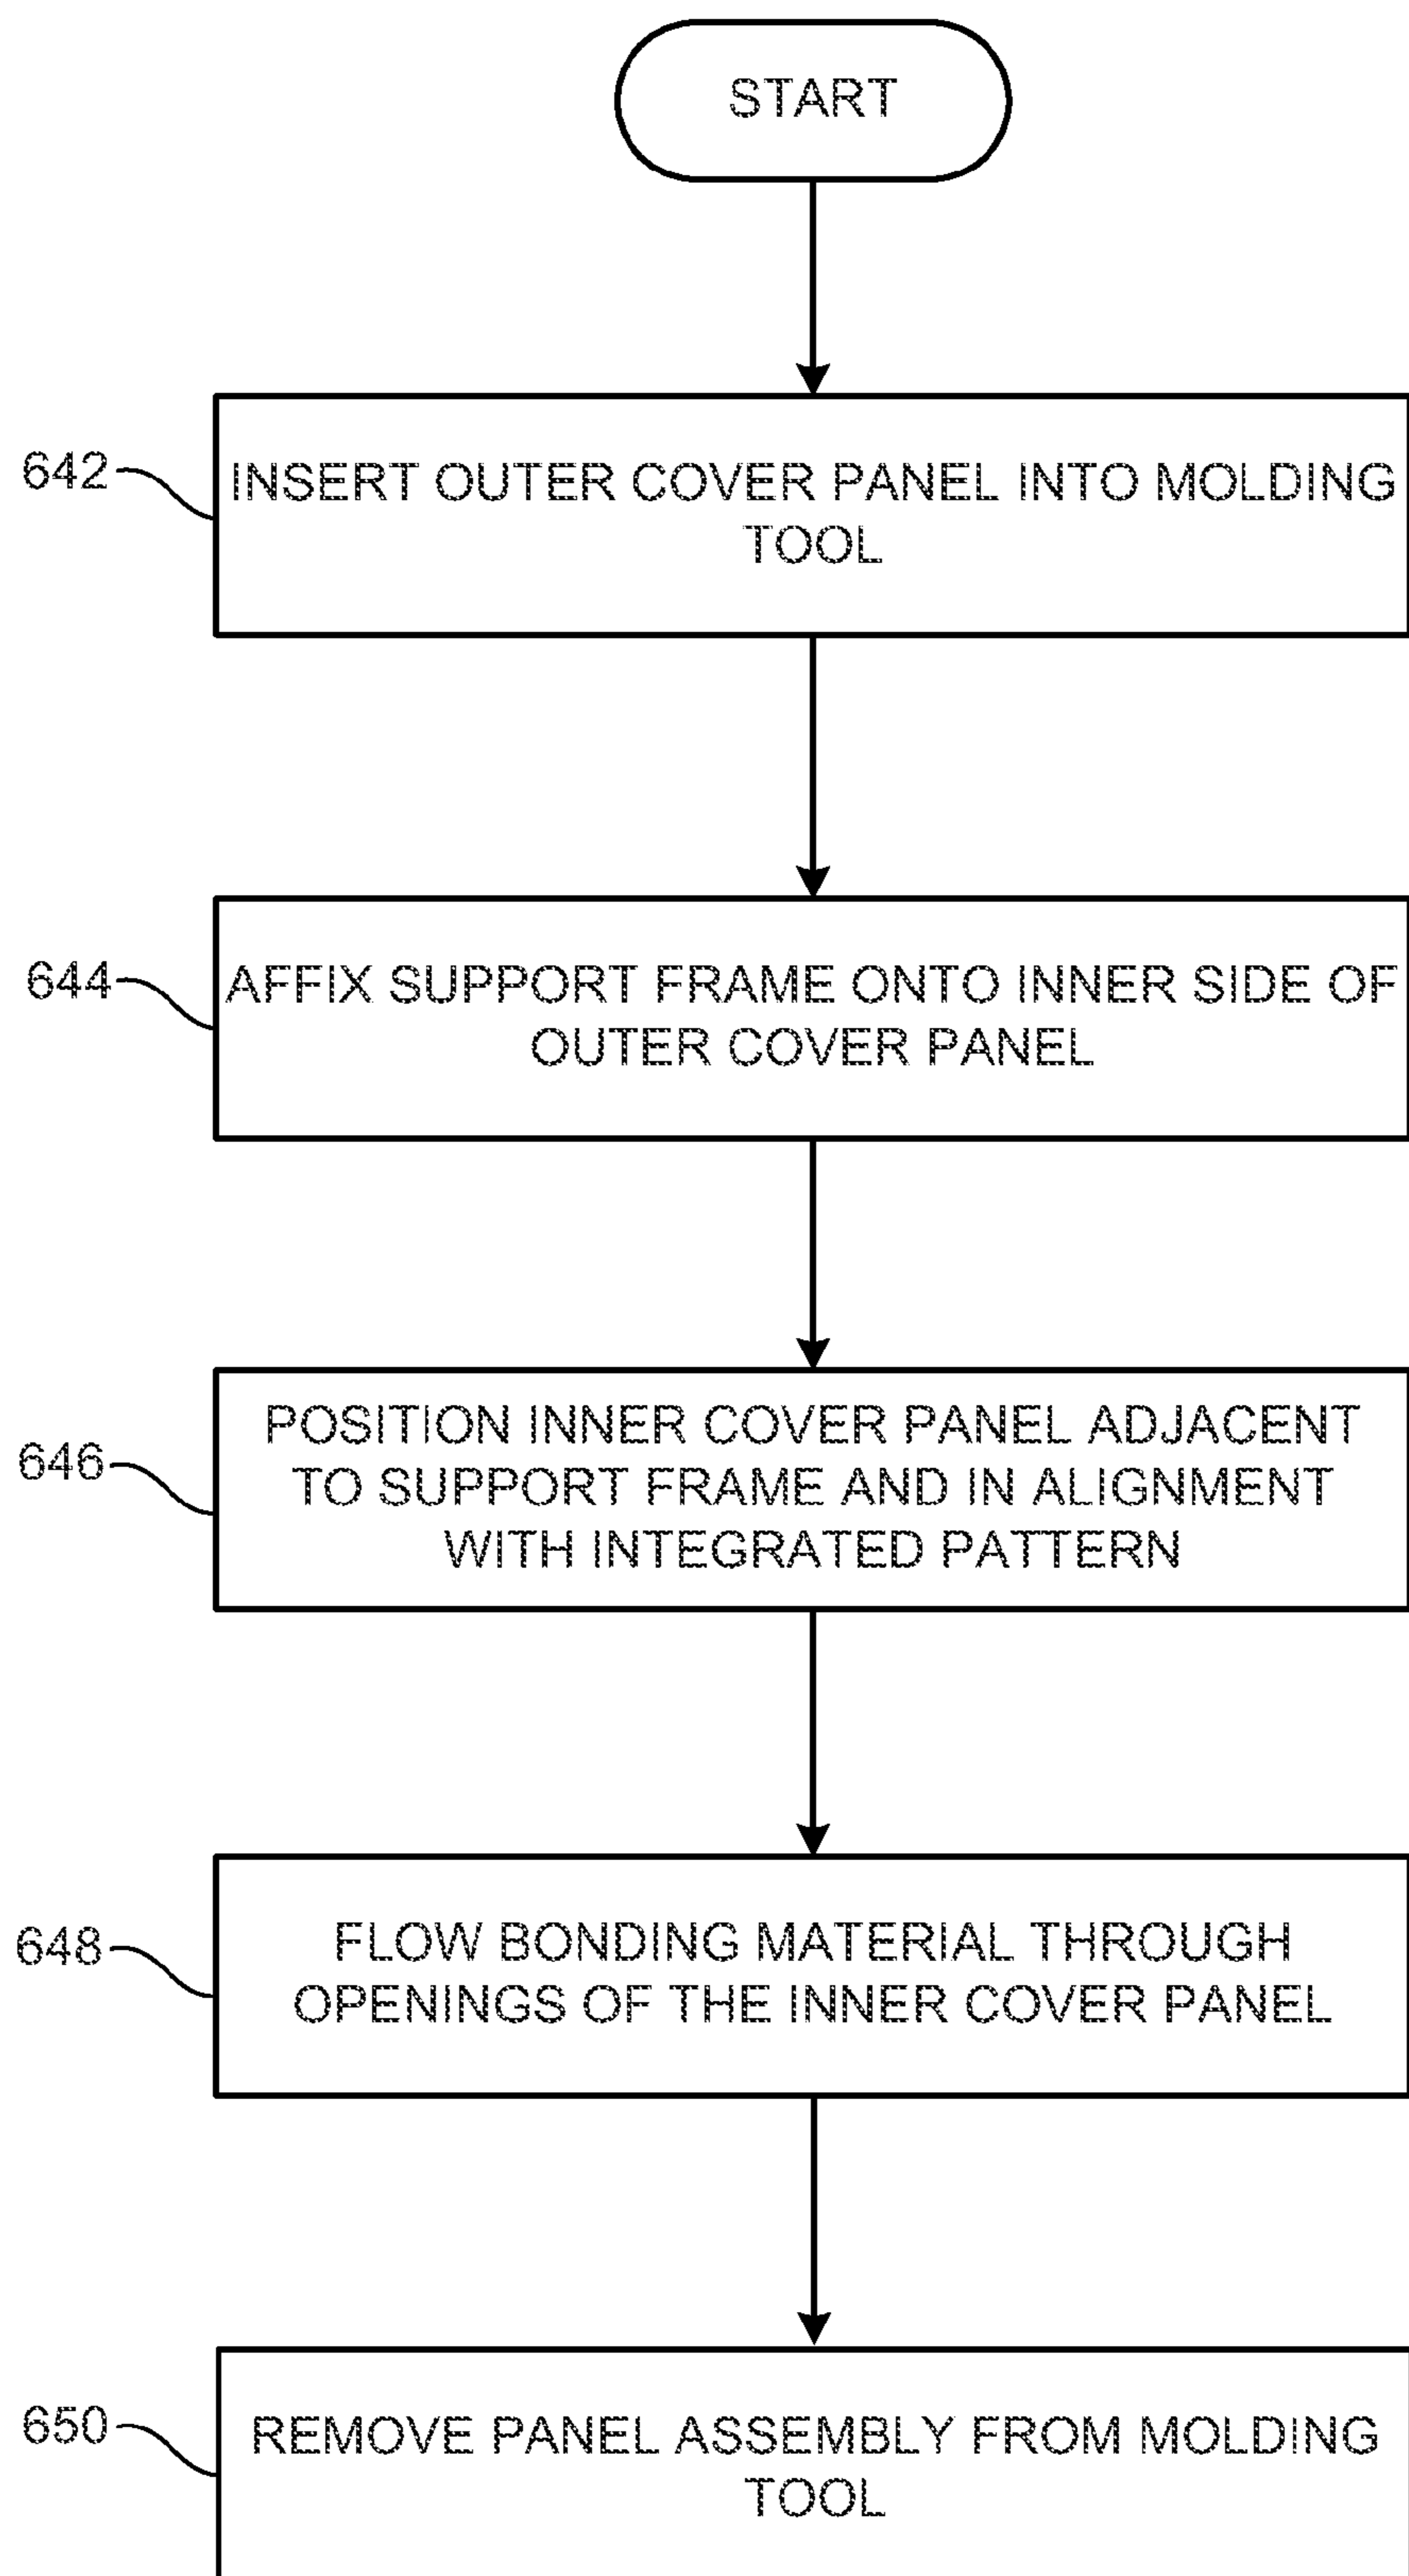 START
642
INSERT OUTER COVER PANEL INTO MOLDING
TOOL
644
AFFIX SUPPORT FRAME ONTO INNER SIDE OF
OUTER COVER PANEL
646
POSITION INNER COVER PANEL ADJACENT
TO SUPPORT FRAME AND IN ALIGNMENT
WITH INTEGRATED PATTERN
648
FLOW BONDING MATERIAL THROUGH
OPENINGS OF THE INNER COVER PANEL
650
REMOVE PANEL ASSEMBLY FROM MOLDING
TOOL